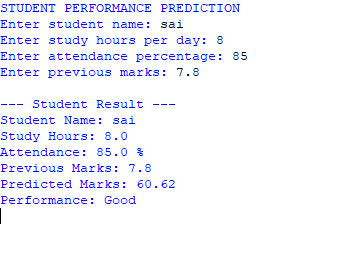 STUDENT PERFORMANCE PREDICTION
Enter student name: sai
Enter study hours per day: 8
Enter attendance percentage: 85
Enter previous marks: 7.8
--- Student Result ---
Student Name: sai
Study Hours: 8.0
Attendance: 85.0 %
Previous Marks: 7.8
Predicted Marks: 60.62
Performance: Good